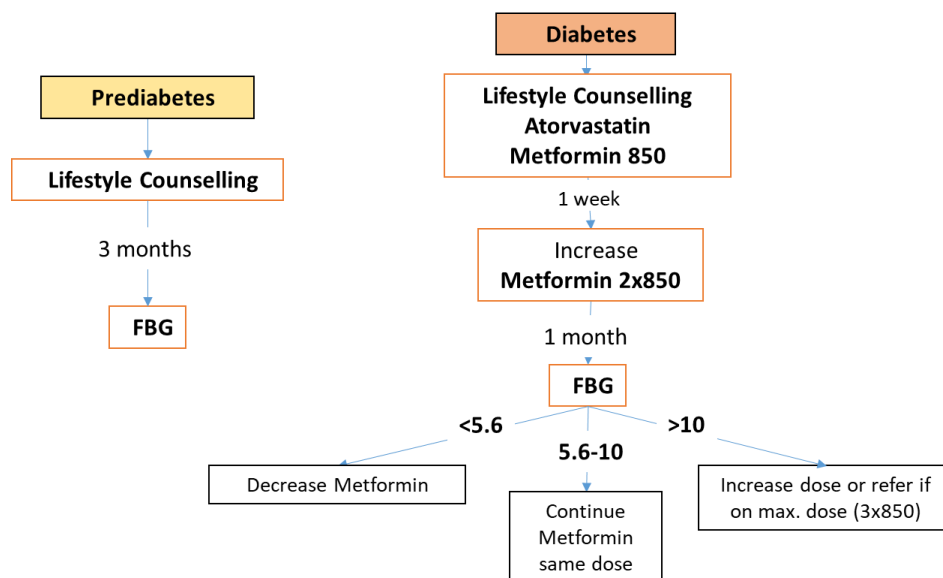 Prediabetes
Lifestyle Counselling
3 months
FBG
Diabetes
Lifestyle Counselling
Atorvastatin
Metformin 850
1 week
Increase
Metformin 2x850
1 month
FBG
<5.6
5.6-10
>10
Decrease Metformin
Continue
Metformin
same dose
Increase dose or refer if
on max. dose (3x850)